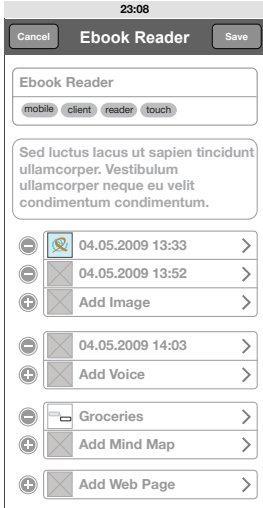 23:08
Cancel Ebook Reader Save
Ebook Reader
mobile client reader touch
Sed luctus lacus ut sapien tincidunt
ullamcorper. Vestibulum
ullamcorper neque eu velit
condimentum condimentum.
04.05.2009 13:33
04.05.2009 13:52
Add Image
04.05.2009 14:03
Add Voice
Groceries
Add Mind Map
Add Web Page